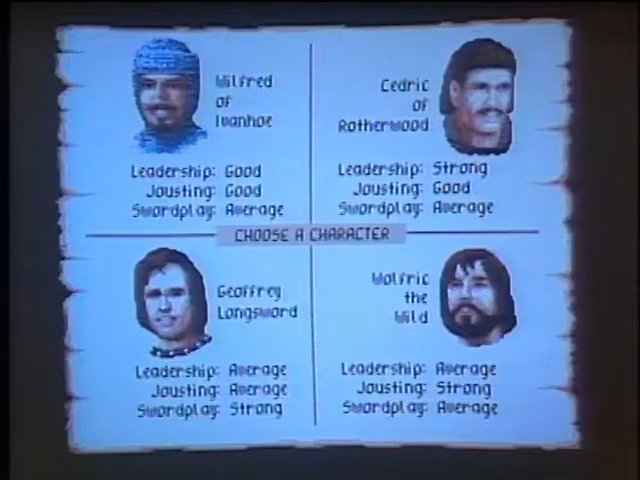 Wilfred
of
Ivanhoe
Leadership: Good
Jousting: Good
Swordplay: Average
Cedric
of
Rotherwood
Leadership: Strong
Jousting: Good
Swordplay: Average
CHOOSE A CHARACTER
Geoffrey
Longsword
Leadership: Average
Jousting: Average
Swordplay: Strong
Wolfric
the
Wild
Leadership: Average
Jousting: Strong
Swordplay: Average